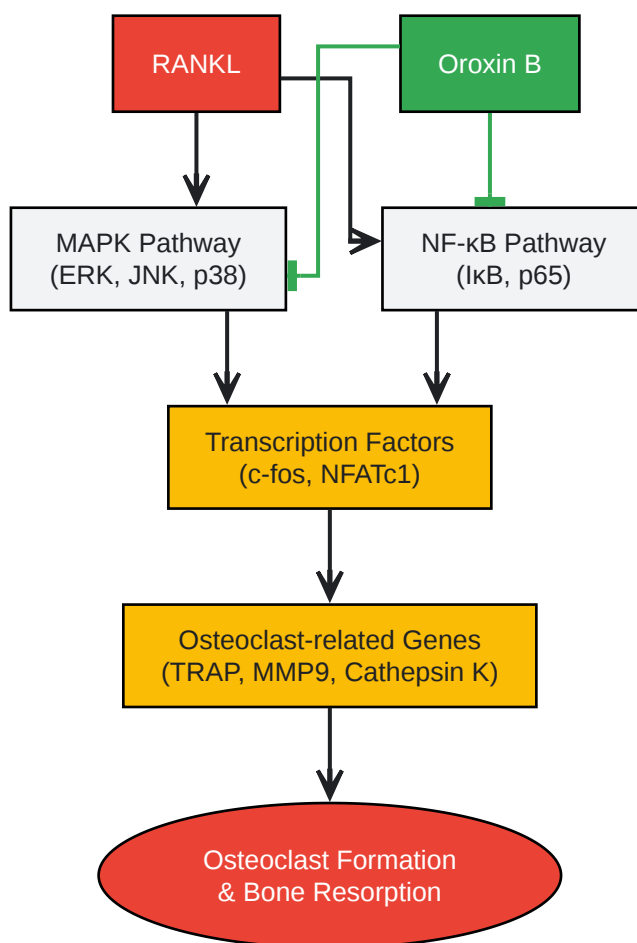 RANKL
Oroxin B
MAPK Pathway
(ERK, JNK, p38)
NF-κB Pathway
(IκB, p65)
Transcription Factors
(c-fos, NFATc1)
Osteoclast-related Genes
(TRAP, MMP9, Cathepsin K)
Osteoclast Formation
& Bone Resorption